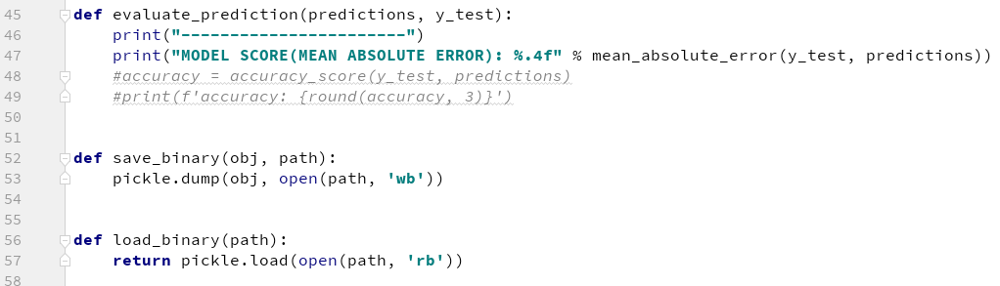 45 def evaluate_prediction(predictions, y_test):
46     print("-----------------------")
47     print("MODEL SCORE(MEAN ABSOLUTE ERROR): %.4f" % mean_absolute_error(y_test, predictions))
48     #accuracy = accuracy_score(y_test, predictions)
49     #print(f'accuracy: {round(accuracy, 3)}')
50
51
52 def save_binary(obj, path):
53     pickle.dump(obj, open(path, 'wb'))
54
55
56 def load_binary(path):
57     return pickle.load(open(path, 'rb'))
58